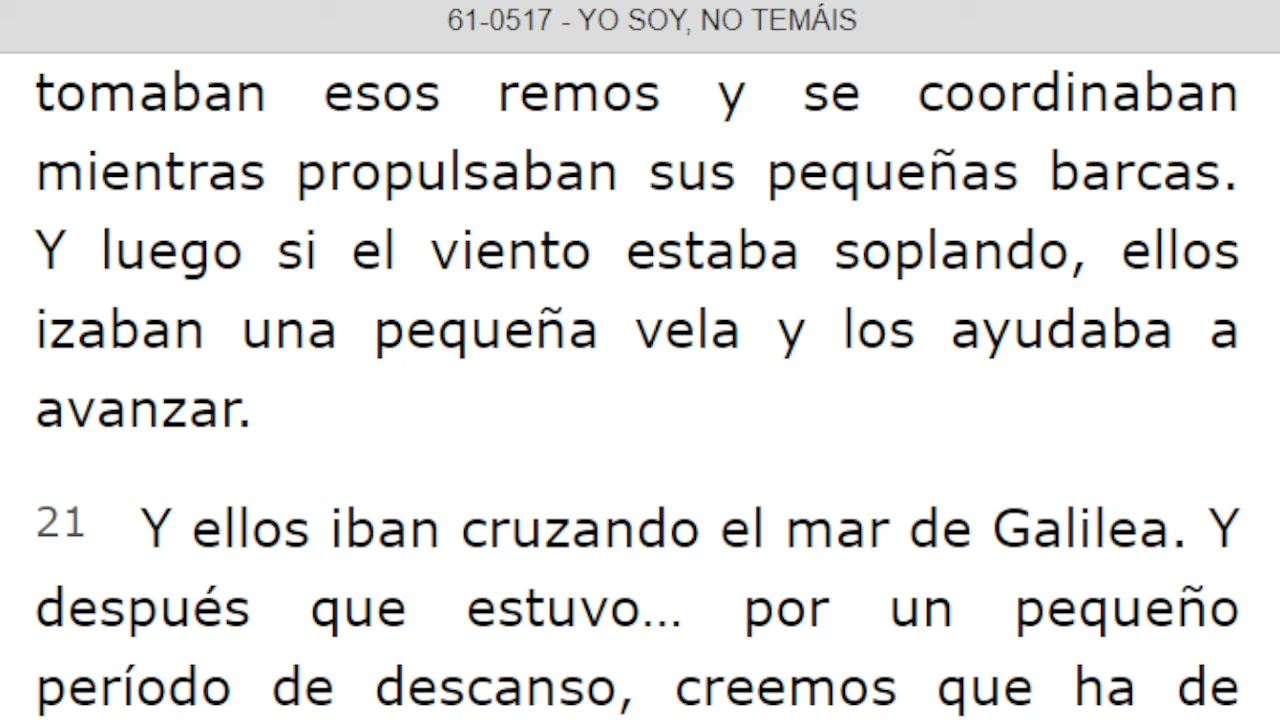 61-0517 - YO SOY, NO TEMÁIS
tomaban esos remos y se coordinaban
mientras propulsaban sus pequeñas barcas.
Y luego si el viento estaba soplando, ellos
izaban una pequeña vela y los ayudaba a
avanzar.
21 Y ellos iban cruzando el mar de Galilea. Y
después que estuvo... por un pequeño
período de descanso, creemos que ha de